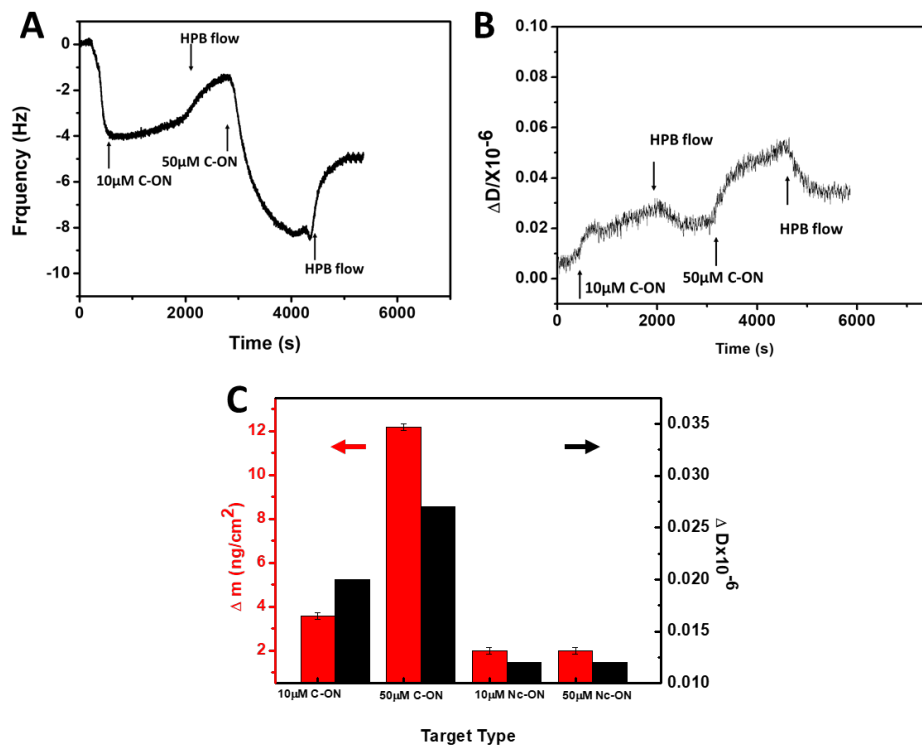 A
HPB flow
10μM C-ON
50μM C-ON
HPB flow
0
-2
-4
-6
-8
-10
Frquency (Hz)
0
2000
4000
6000
Time (s)
B
HPB flow
10μM C-ON
50μM C-ON
HPB flow
0.10
0.08
0.06
0.04
0.02
0.00
ΔD/X10-6
0
2000
4000
6000
Time (s)
C
12
10
8
6
4
2
Δ m (ng/cm2)
0.035
0.030
0.025
0.020
0.015
0.010
Δ Dx10-6
10μM C-ON
50μM C-ON
10μM Nc-ON
50μM Nc-ON
Target Type